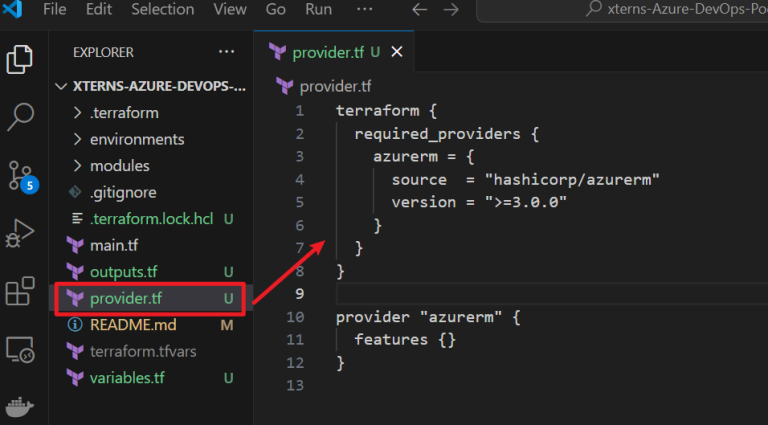 File Edit Selection View Go Run ··· xterns-Azure-DevOps-Poc
EXPLORER ···
XTERNS-AZURE-DEVOPS-...
.terraform
environments
modules
.gitignore
.terraform.lock.hcl U
main.tf
outputs.tf U
provider.tf U
README.md M
terraform.tfvars
variables.tf U
5
provider.tf U
provider.tf
1 terraform {
2 required_providers {
3 azurerm = {
4 source = "hashicorp/azurerm"
5 version = ">=3.0.0"
6 }
7 }
8 }
9
10 provider "azurerm" {
11 features {}
12 }
13